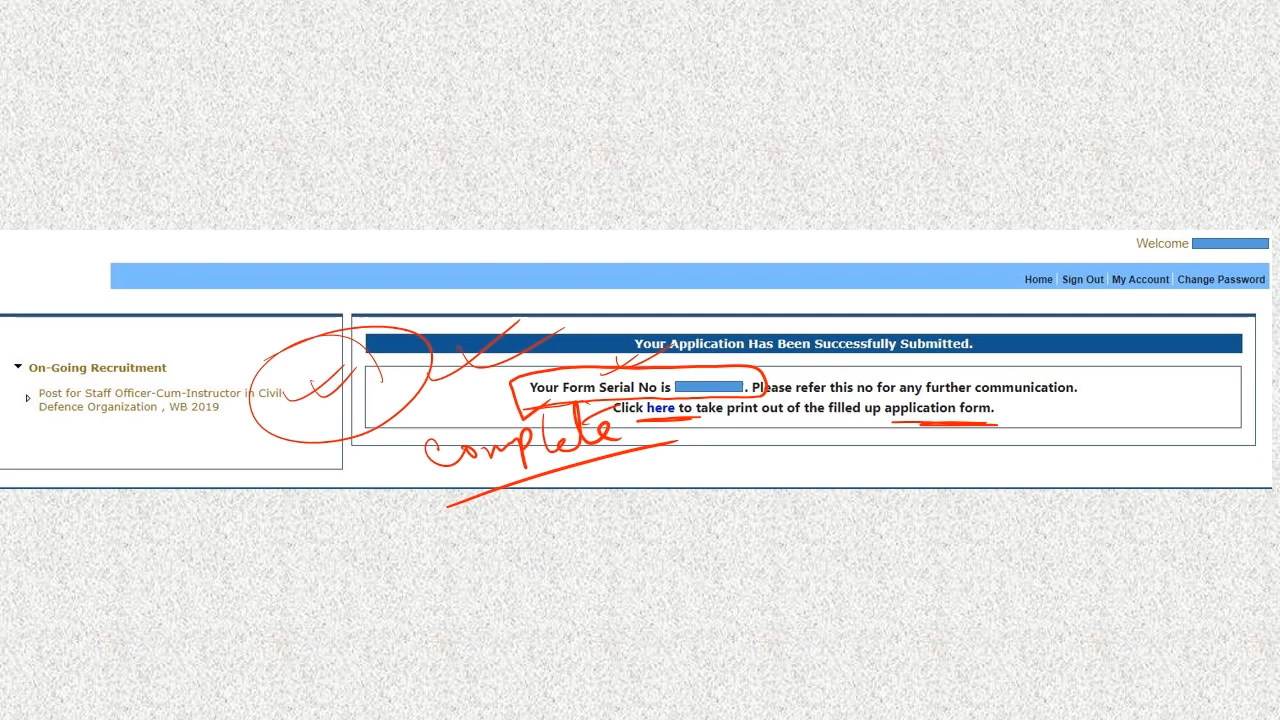 Welcome
Home Sign Out My Account Change Password
Your Application Has Been Successfully Submitted.
On-Going Recruitment
Post for Staff Officer-Cum-Instructor in Civil
Defence Organization , WB 2019
Your Form Serial No is . Please refer this no for any further communication.
Click here to take print out of the filled up application form.
Complete